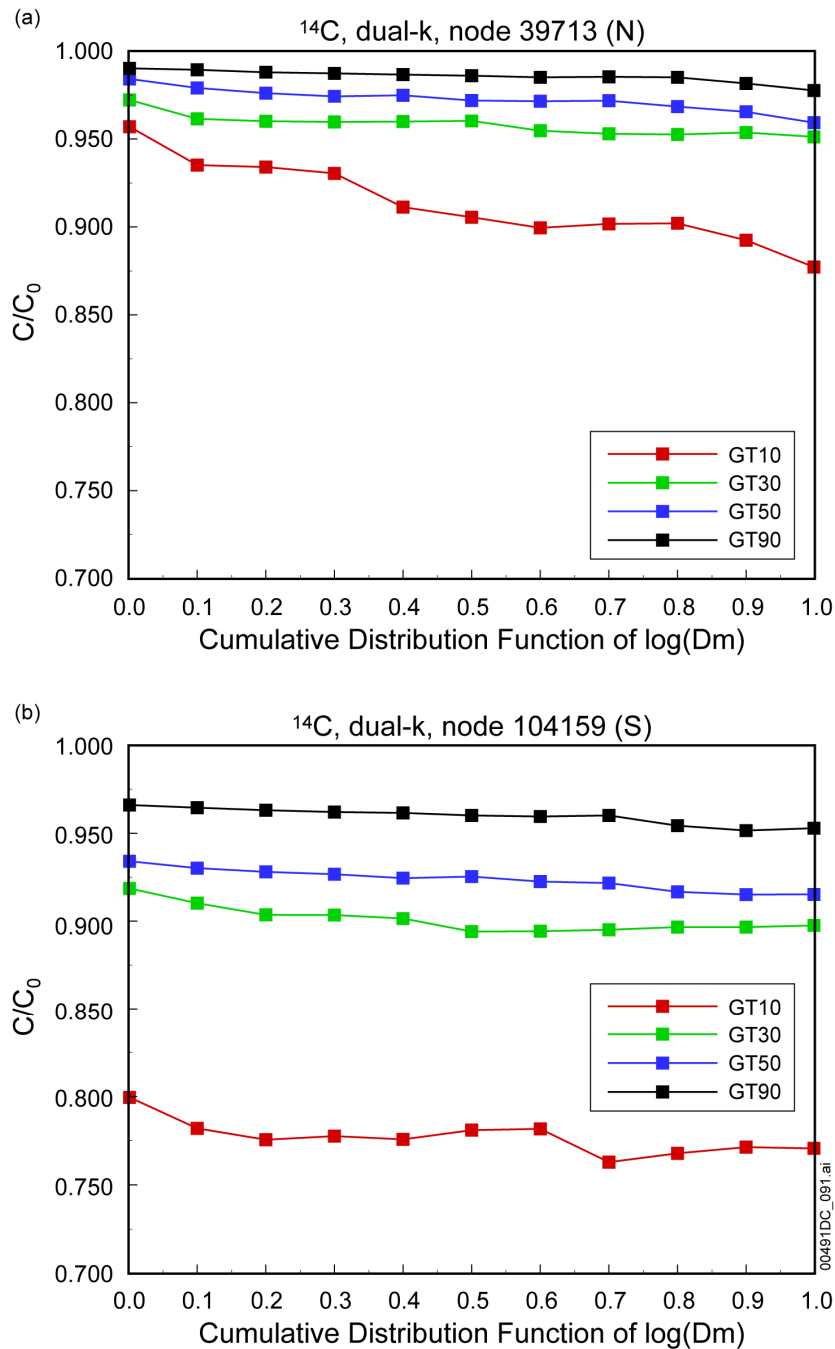 (a)
¹⁴C, dual-k, node 39713 (N)
1.000
0.950
0.900
0.850
0.800
0.750
0.700
C/C₀
GT10
GT30
GT50
GT90
0.0 0.1 0.2 0.3 0.4 0.5 0.6 0.7 0.8 0.9 1.0
Cumulative Distribution Function of log(Dm)
(b)
¹⁴C, dual-k, node 104159 (S)
1.000
0.950
0.900
0.850
0.800
0.750
0.700
C/C₀
GT10
GT30
GT50
GT90
0.0 0.1 0.2 0.3 0.4 0.5 0.6 0.7 0.8 0.9 1.0
Cumulative Distribution Function of log(Dm)
00491DC_091.ai